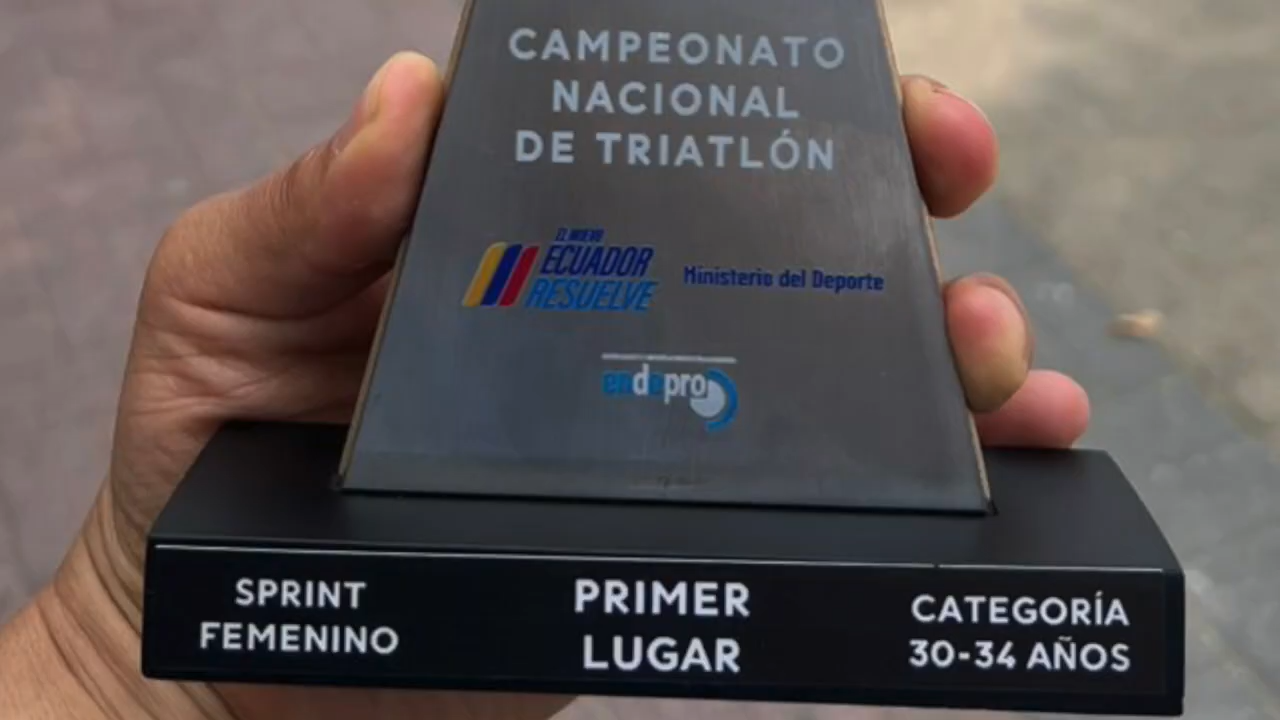 CAMPEONATO
NACIONAL
DE TRIATLÓN
EL NUEVO
ECUADOR
RESUELVE
Ministerio del Deporte
endepro
SPRINT
FEMENINO
PRIMER
LUGAR
CATEGORÍA
30-34 AÑOS